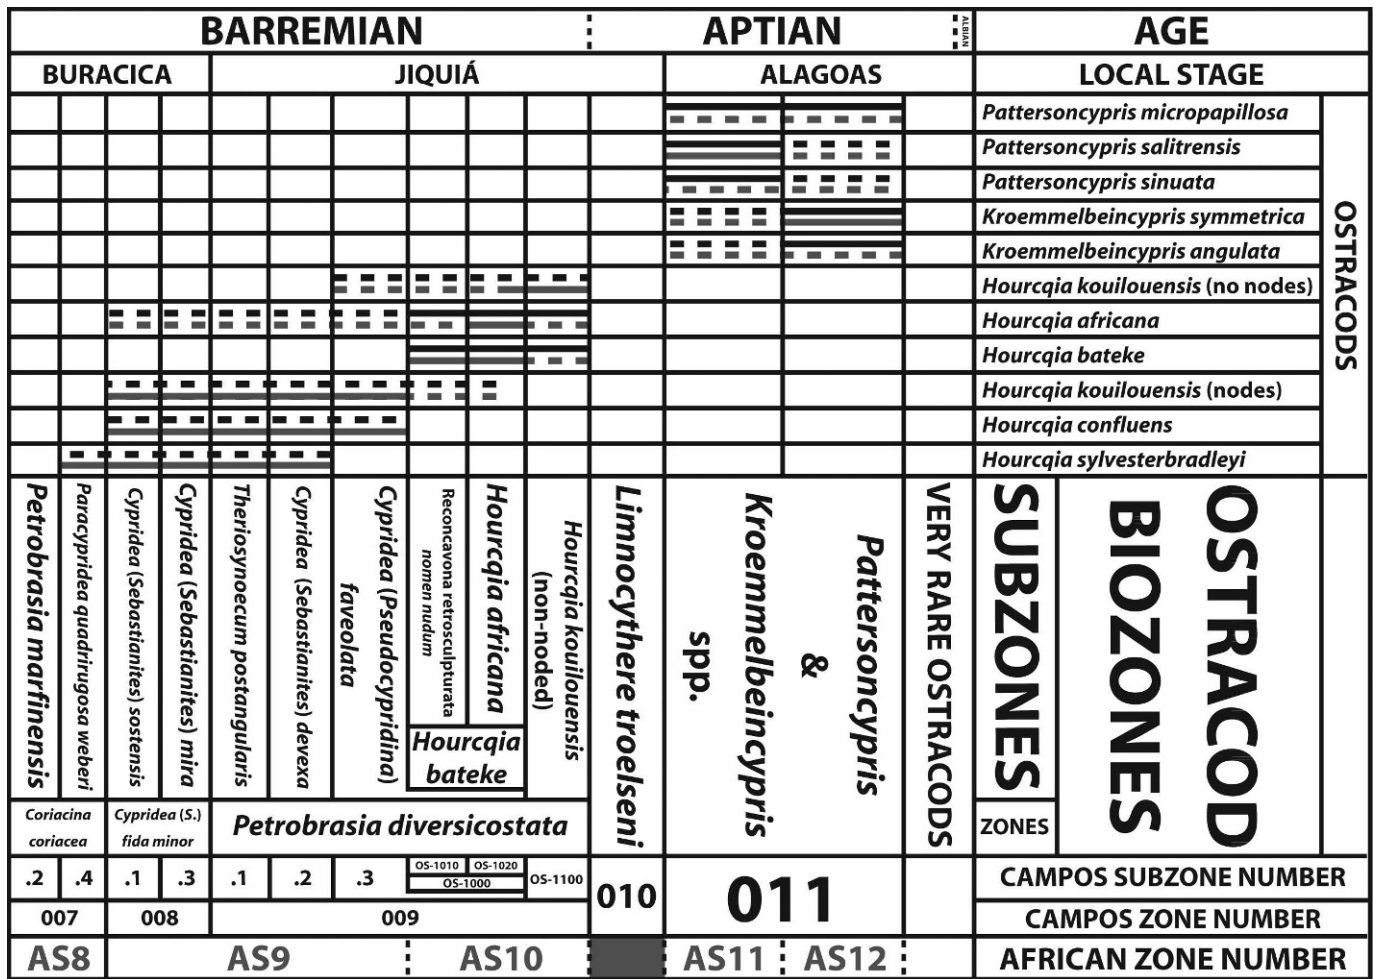 BARREMIAN APTIAN ALBIAN AGE
BURACICA JIQUIÁ ALAGOAS LOCAL STAGE
Pattersoncypris micropapillosa
Pattersoncypris salitrensis
Pattersoncypris sinuata
Kroemmelbeincypris symmetrica
Kroemmelbeincypris angulata
Hourcqia kouilouensis (no nodes)
Hourcqia africana
Hourcqia bateke
Hourcqia kouilouensis (nodes)
Hourcqia confluens
Hourcqia sylvesterbradleyi
OSTRACODS
Petrobrasia marfinensis
Paracypridea quadrirugosa weberi
Cypridea (Sebastianites) sostensis
Cypridea (Sebastianites) mira
Theriosynoecum postangularis
Cypridea (Sebastianites) devexa
Cypridea (Pseudocypridina)
faveolata
Reconcavona retrosculpturata
nomen nudum
Hourcqia africana
Hourcqia
bateke
Hourcqia kouilouensis
(non-noded)
Limnocythere troelseni
Pattersoncypris
&
Kroemmelbeincypris
spp.
VERY RARE OSTRACODS
SUBZONES
OSTRACOD
BIOZONES
Coriacina
coriacea
Cypridea (S.)
fida minor
Petrobrasia diversicostata
ZONES
.2 .4 .1 .3 .1 .2 .3 OS-1010 OS-1020
OS-1000
OS-1100
010
011
CAMPOS SUBZONE NUMBER
007 008 009 CAMPOS ZONE NUMBER
AS8 AS9 AS10 AS11 AS12 AFRICAN ZONE NUMBER